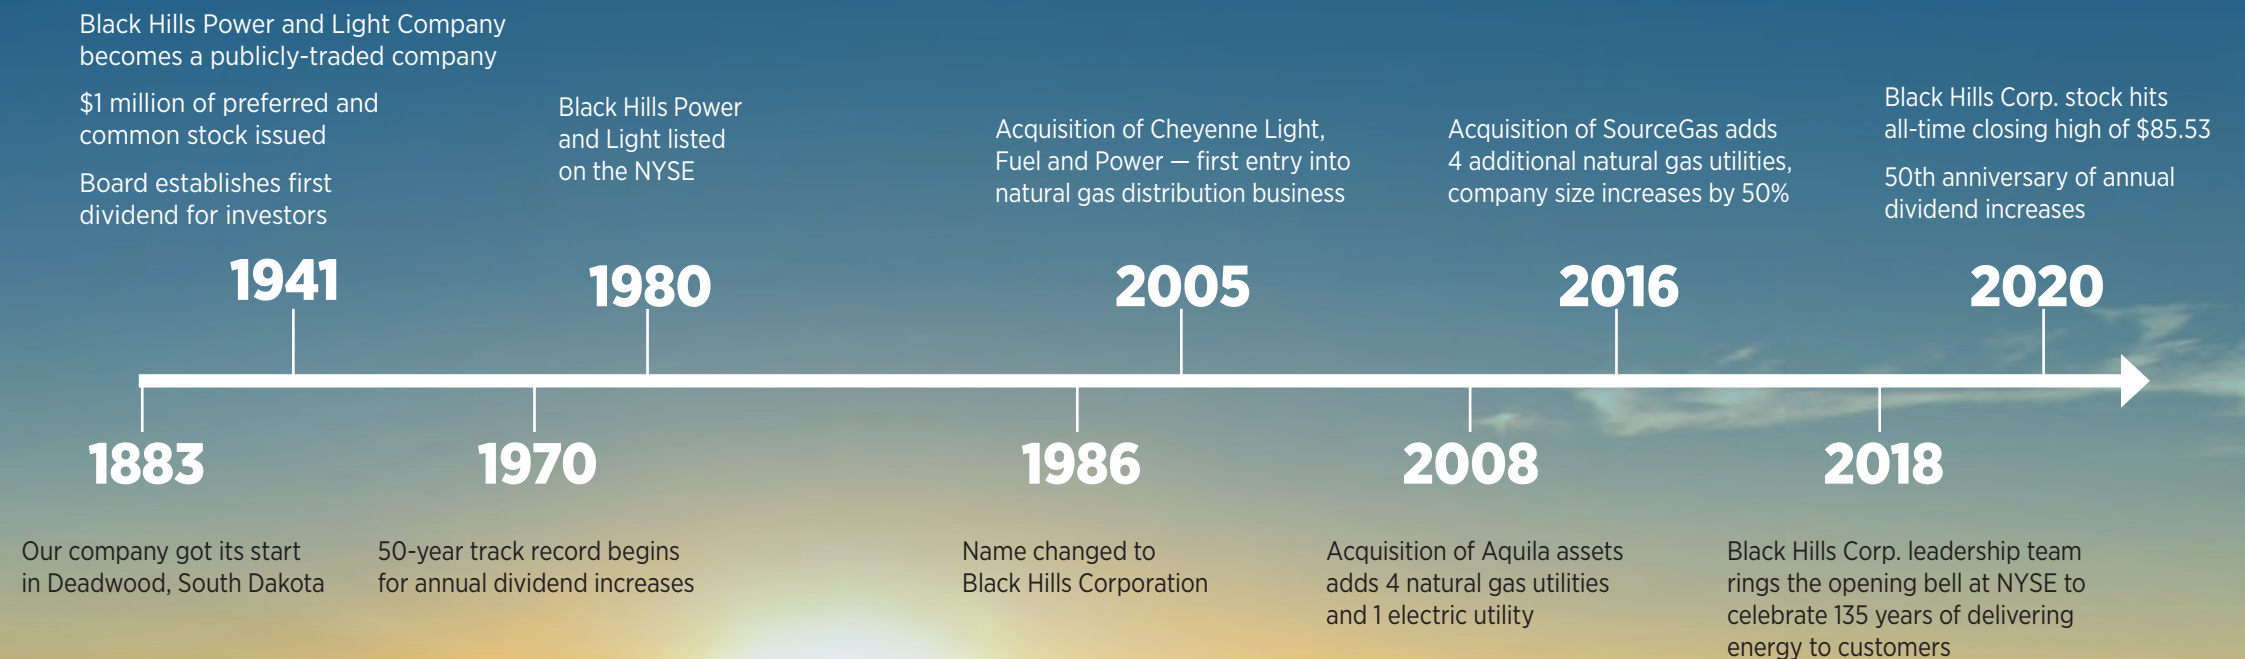 Black Hills Power and Light Company
becomes a publicly-traded company
$1 million of preferred and
common stock issued
Board establishes first
dividend for investors
1941
Black Hills Power
and Light listed
on the NYSE
1980
Acquisition of Cheyenne Light,
Fuel and Power — first entry into
natural gas distribution business
2005
Acquisition of SourceGas adds
4 additional natural gas utilities,
company size increases by 50%
2016
Black Hills Corp. stock hits
all-time closing high of $85.53
50th anniversary of annual
dividend increases
2020
1883
Our company got its start
in Deadwood, South Dakota
1970
50-year track record begins
for annual dividend increases
1986
Name changed to
Black Hills Corporation
2008
Acquisition of Aquila assets
adds 4 natural gas utilities
and 1 electric utility
2018
Black Hills Corp. leadership team
rings the opening bell at NYSE to
celebrate 135 years of delivering
energy to customers